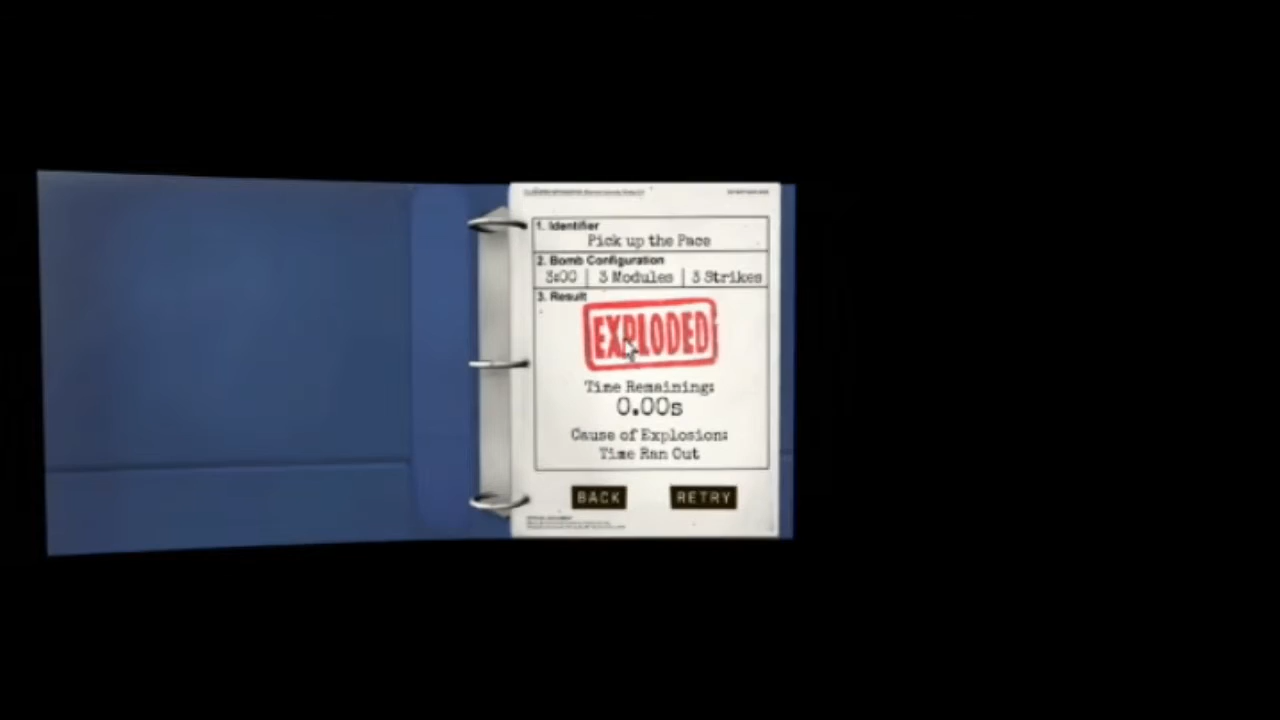 1. Identifier
Pick up the Pace
2. Bomb Configuration
3:00 | 3 Modules | 3 Strikes
3. Result
EXPLODED
Time Remaining:
0.00s
Cause of Explosion:
Time Ran Out
BACK RETRY